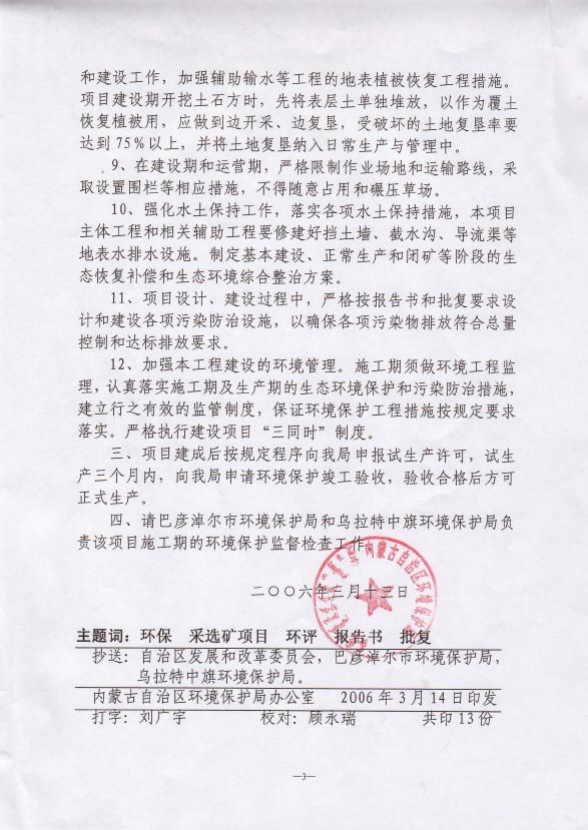 和建设工作，加强辅助输水等工程的地表植被恢复工程措施。
项目建设期开挖土石方时，先将表层土单独堆放，以作为覆土
恢复植被用，应做到边开采、边复垦，受破坏的土地复垦率要
达到75%以上，并将土地复垦纳入日常生产与管理中。
9、在建设期和运营期，严格限制作业场地和运输路线，采
取设置围栏等相应措施，不得随意占用和碾压草场。
10、强化水土保持工作，落实各项水土保持措施，本项目
主体工程和相关辅助工程要修建好挡土墙、截水沟、导流渠等
地表水排水设施。制定基本建设、正常生产和闭矿等阶段的生
态恢复补偿和生态环境综合整治方案。
11、项目设计、建设过程中，严格按报告书和批复要求设
计和建设各项污染防治设施，以确保各项污染物排放符合总量
控制和达标排放要求。
12、加强本工程建设的环境管理。施工期须做环境工程监
理，认真落实施工期及生产期的生态环境保护和污染防治措施，
建立行之有效的监管制度，保证环境保护工程措施按规定要求
落实。严格执行建设项目“三同时”制度。
三、项目建成后按规定程序向我局申报试生产许可，试生
产三个月内，向我局申请环境保护竣工验收，验收合格后方可
正式生产。
四、请巴彦淖尔市环境保护局和乌拉特中旗环境保护局负
责该项目施工期的环境保护监督检查工作。
内蒙古自治区环境保护局
二〇〇六年三月十三日
主题词：环保 采选矿项目 环评 报告书 批复
抄送：自治区发展和改革委员会，巴彦淖尔市环境保护局，
乌拉特中旗环境保护局。
内蒙古自治区环境保护局办公室 2006年3月14日印发
打字：刘广宇 校对：顾永瑞 共印13份
—3—